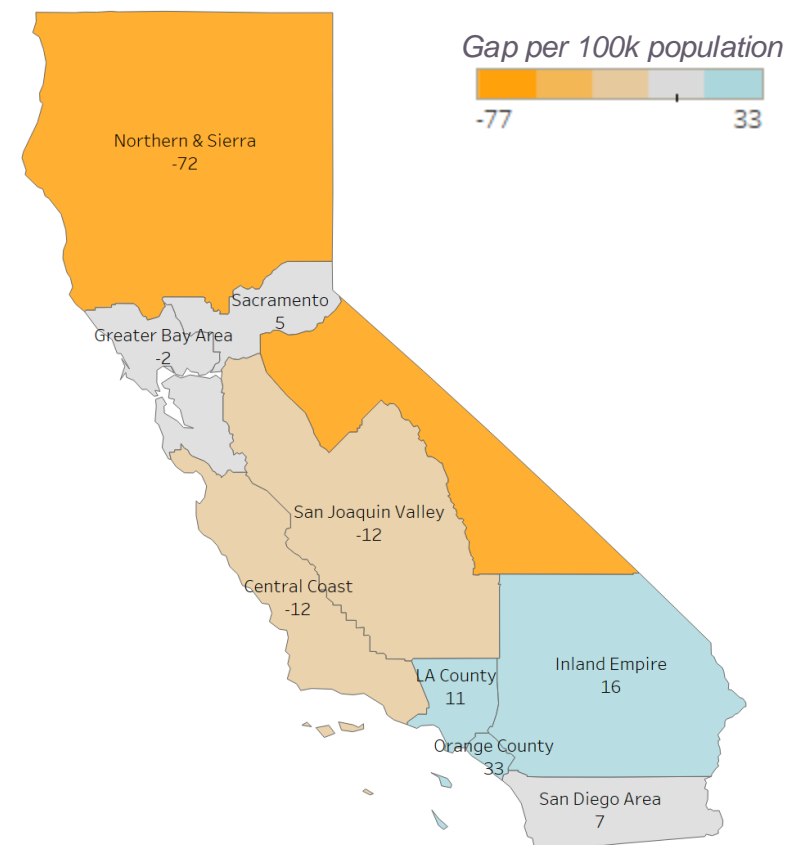 Gap per 100k population
-77
33
Northern & Sierra
-72
Sacramento
5
Greater Bay Area
-2
San Joaquin Valley
-12
Central Coast
-12
Inland Empire
16
LA County
11
Orange County
33
San Diego Area
7